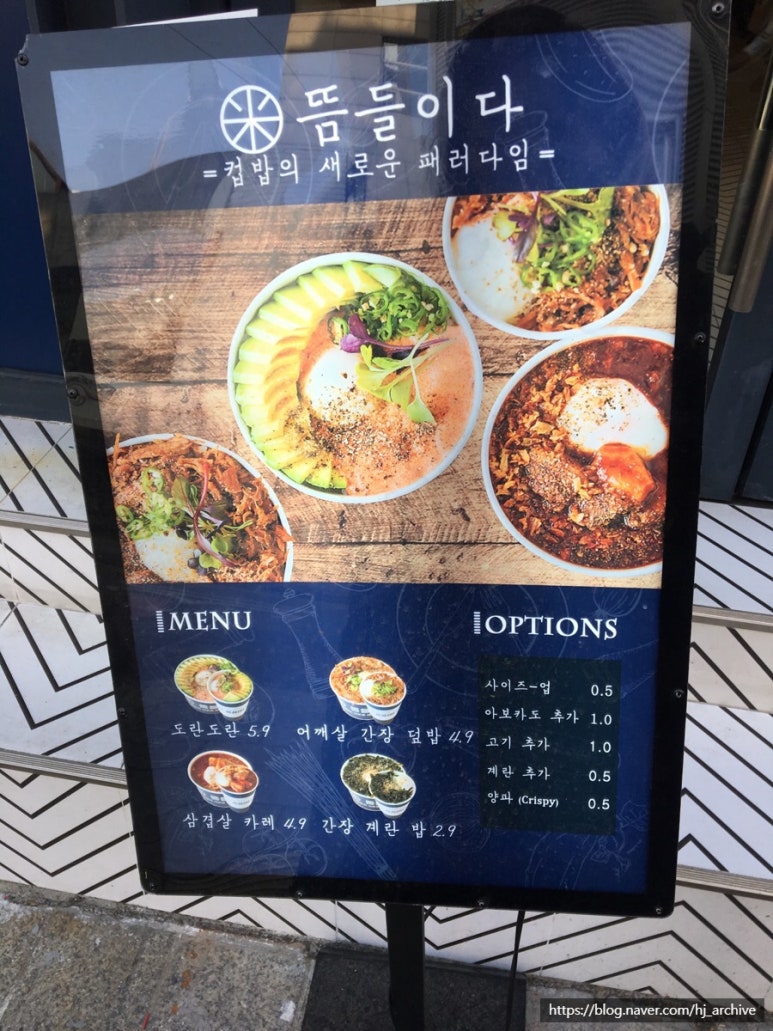 뜸들이다
=컵밥의 새로운 패러다임=
MENU
도란도란 5.9
어깨살 간장 덮밥 4.9
삼겹살 카레 4.9
간장 계란 밥 2.9
OPTIONS
사이즈-업 0.5
아보카도 추가 1.0
고기 추가 1.0
계란 추가 0.5
양파 (Crispy) 0.5
https://blog.naver.com/hj_archive